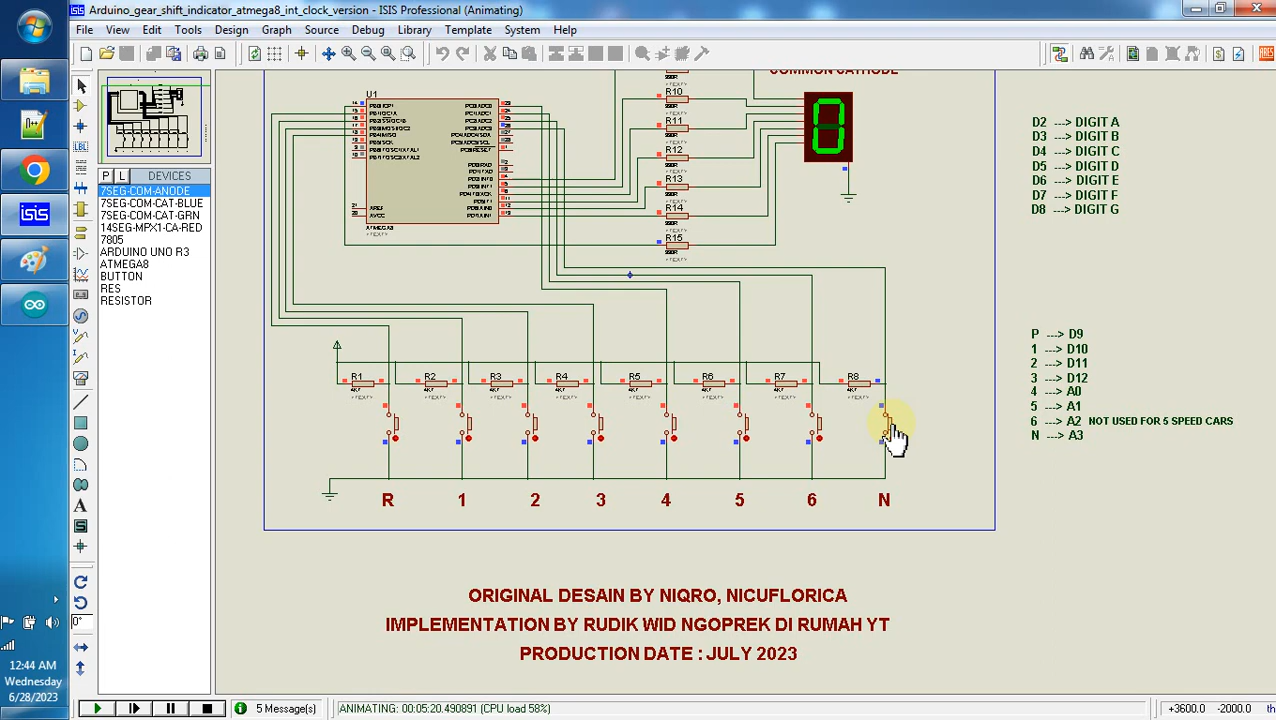 Arduino_gear_shift_indicator_atmega8_int_clock_version - ISIS Professional (Animating)
File View Edit Tools Design Graph Source Debug Library Template System Help
P L DEVICES
7SEG-COM-ANODE
7SEG-COM-CAT-BLUE
7SEG-COM-CAT-GRN
14SEG-MPX1-CA-RED
7805
ARDUINO UNO R3
ATMEGA8
BUTTON
RES
RESISTOR
COMMON CATHODE
U1
R10
R11
R12
R13
R14
R15
AREF
AVCC
ATMEGA8
D2 ---> DIGIT A
D3 ---> DIGIT B
D4 ---> DIGIT C
D5 ---> DIGIT D
D6 ---> DIGIT E
D7 ---> DIGIT F
D8 ---> DIGIT G
R1 R2 R3 R4 R5 R6 R7 R8
P ---> D9
1 ---> D10
2 ---> D11
3 ---> D12
4 ---> A0
5 ---> A1
6 ---> A2 NOT USED FOR 5 SPEED CARS
N ---> A3
R 1 2 3 4 5 6 N
ORIGINAL DESAIN BY NIQRO, NICUFLORICA
IMPLEMENTATION BY RUDIK WID NGOPREK DI RUMAH YT
PRODUCTION DATE : JULY 2023
0°
12:44 AM
Wednesday
6/28/2023
5 Message(s)
ANIMATING: 00:05:20.490891 (CPU load 58%)
+3600.0 -2000.0 th